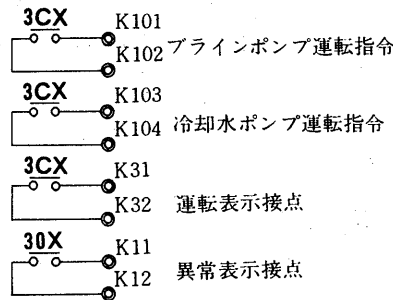 3CX K101
K102 ブラインポンプ運転指令
3CX K103
K104 冷却水ポンプ運転指令
3CX K31
K32 運転表示接点
30X K11
K12 異常表示接点